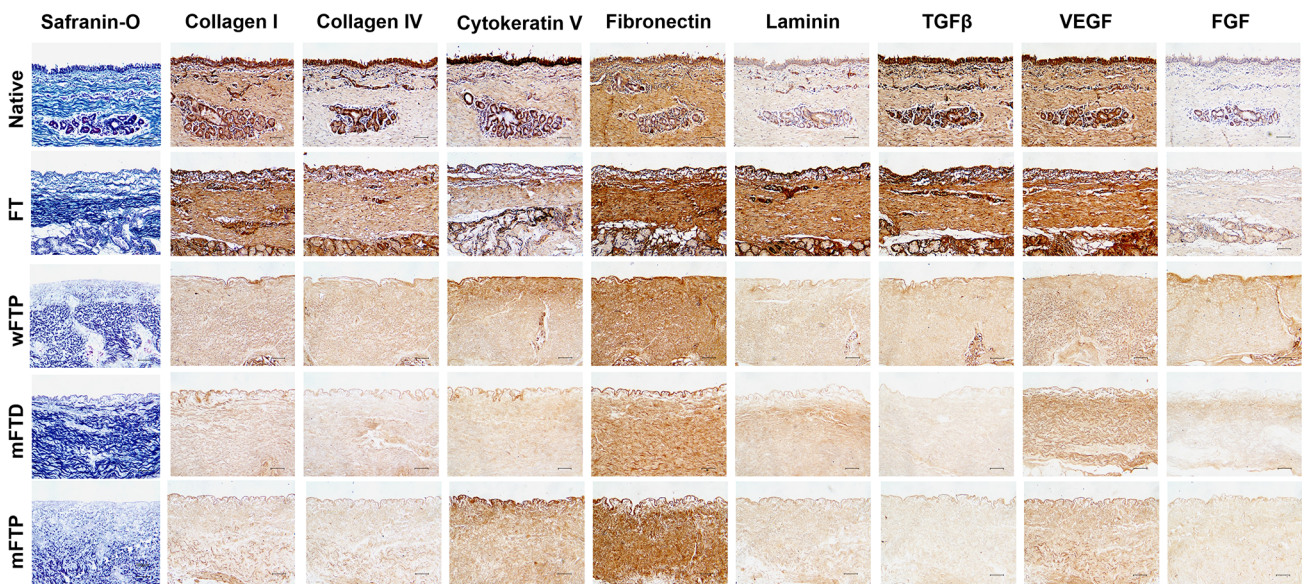 Safranin-O Collagen I Collagen IV Cytokeratin V Fibronectin Laminin TGFβ VEGF FGF
Native
FT
wFTP
mFTD
mFTP